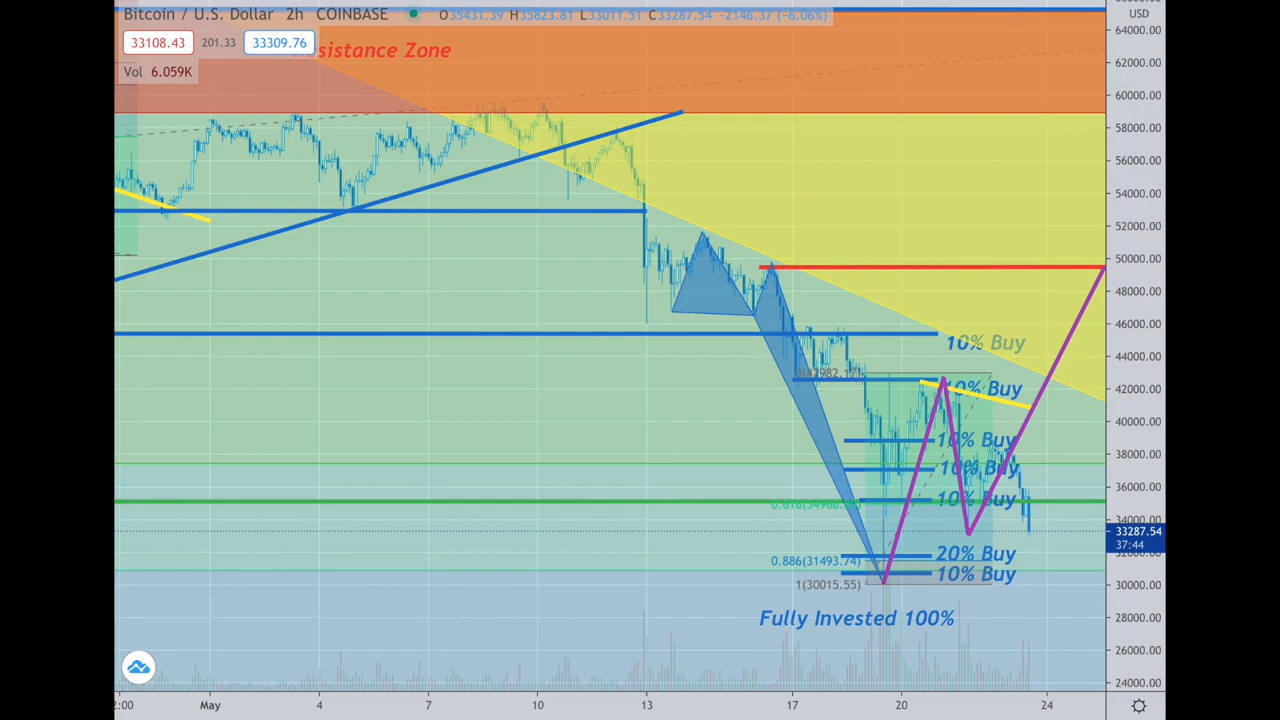 Bitcoin / U.S. Dollar 2h COINBASE O35431.39 H35823.81 L33011.51 C33287.54 −2146.37 (−6.06%)
USD
33108.43 201.33 33309.76
Resistance Zone
Vol 6.059K
64000.00
62000.00
60000.00
58000.00
56000.00
54000.00
52000.00
50000.00
48000.00
46000.00
10% Buy
44000.00
42000.00
10% Buy
40000.00
10% Buy
38000.00
10% Buy
36000.00
10% Buy
34000.00
33287.54
37:44
32000.00
20% Buy
0.886(31493.74)
10% Buy
1(30015.55)
30000.00
Fully Invested 100%
28000.00
26000.00
24000.00
2:00 May 4 7 10 13 17 20 24